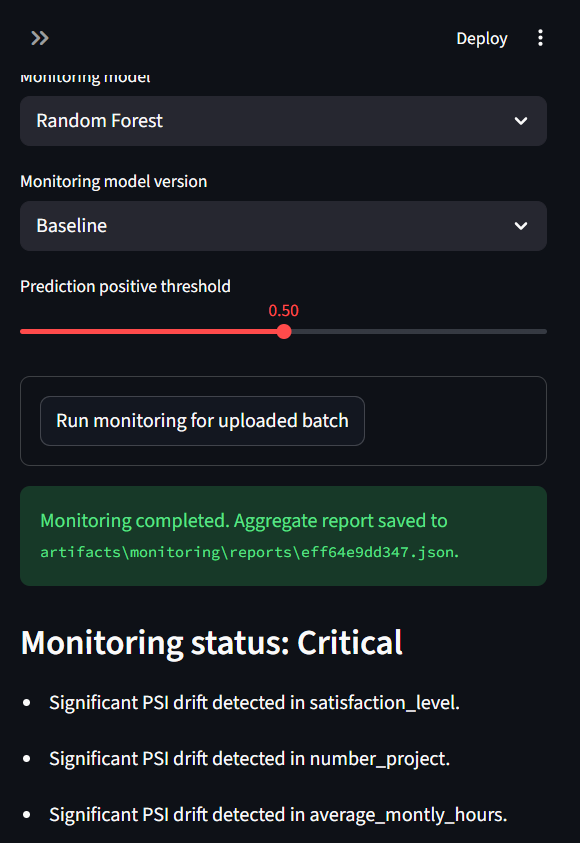 Deploy
Monitoring model
Random Forest
Monitoring model version
Baseline
Prediction positive threshold
0.50
Run monitoring for uploaded batch
Monitoring completed. Aggregate report saved to
artifacts\monitoring\reports\eff64e9dd347.json.
Monitoring status: Critical
Significant PSI drift detected in satisfaction_level.
Significant PSI drift detected in number_project.
Significant PSI drift detected in average_montly_hours.